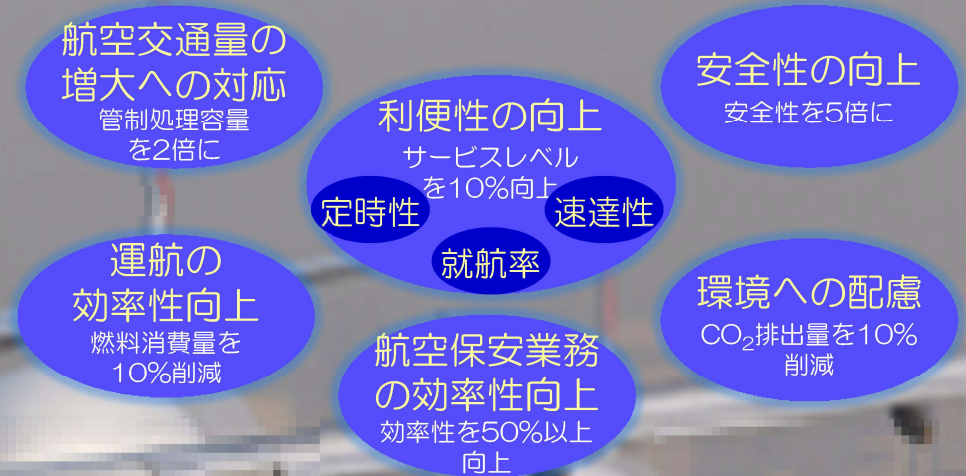 航空交通量の
増大への対応
管制処理容量
を2倍に
利便性の向上
サービスレベル
を10%向上
定時性
速達性
就航率
安全性の向上
安全性を5倍に
運航の
効率性向上
燃料消費量を
10%削減
航空保安業務
の効率性向上
効率性を50%以上
向上
環境への配慮
CO₂排出量を10%
削減